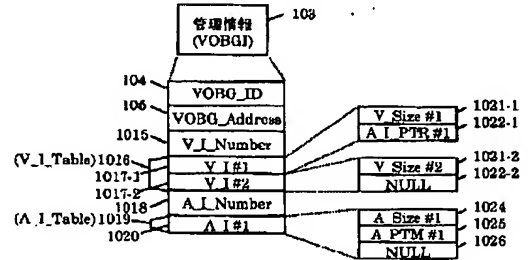 管理情報
(VOBGI)
103
104
VOBG_ID
106
VOBG_Address
1015
V_I_Number
(V_I_Table) 1016
1017-1
V_I#1
1017-2
V_I#2
1018
A_I_Number
(A_I_Table) 1019
1020
A_I#1
V_Size #1
1021-1
A_I_PTR#1
1022-1
V_Size #2
1021-2
NULL
1022-2
A_Size #1
1024
A_PTM #1
1025
NULL
1026